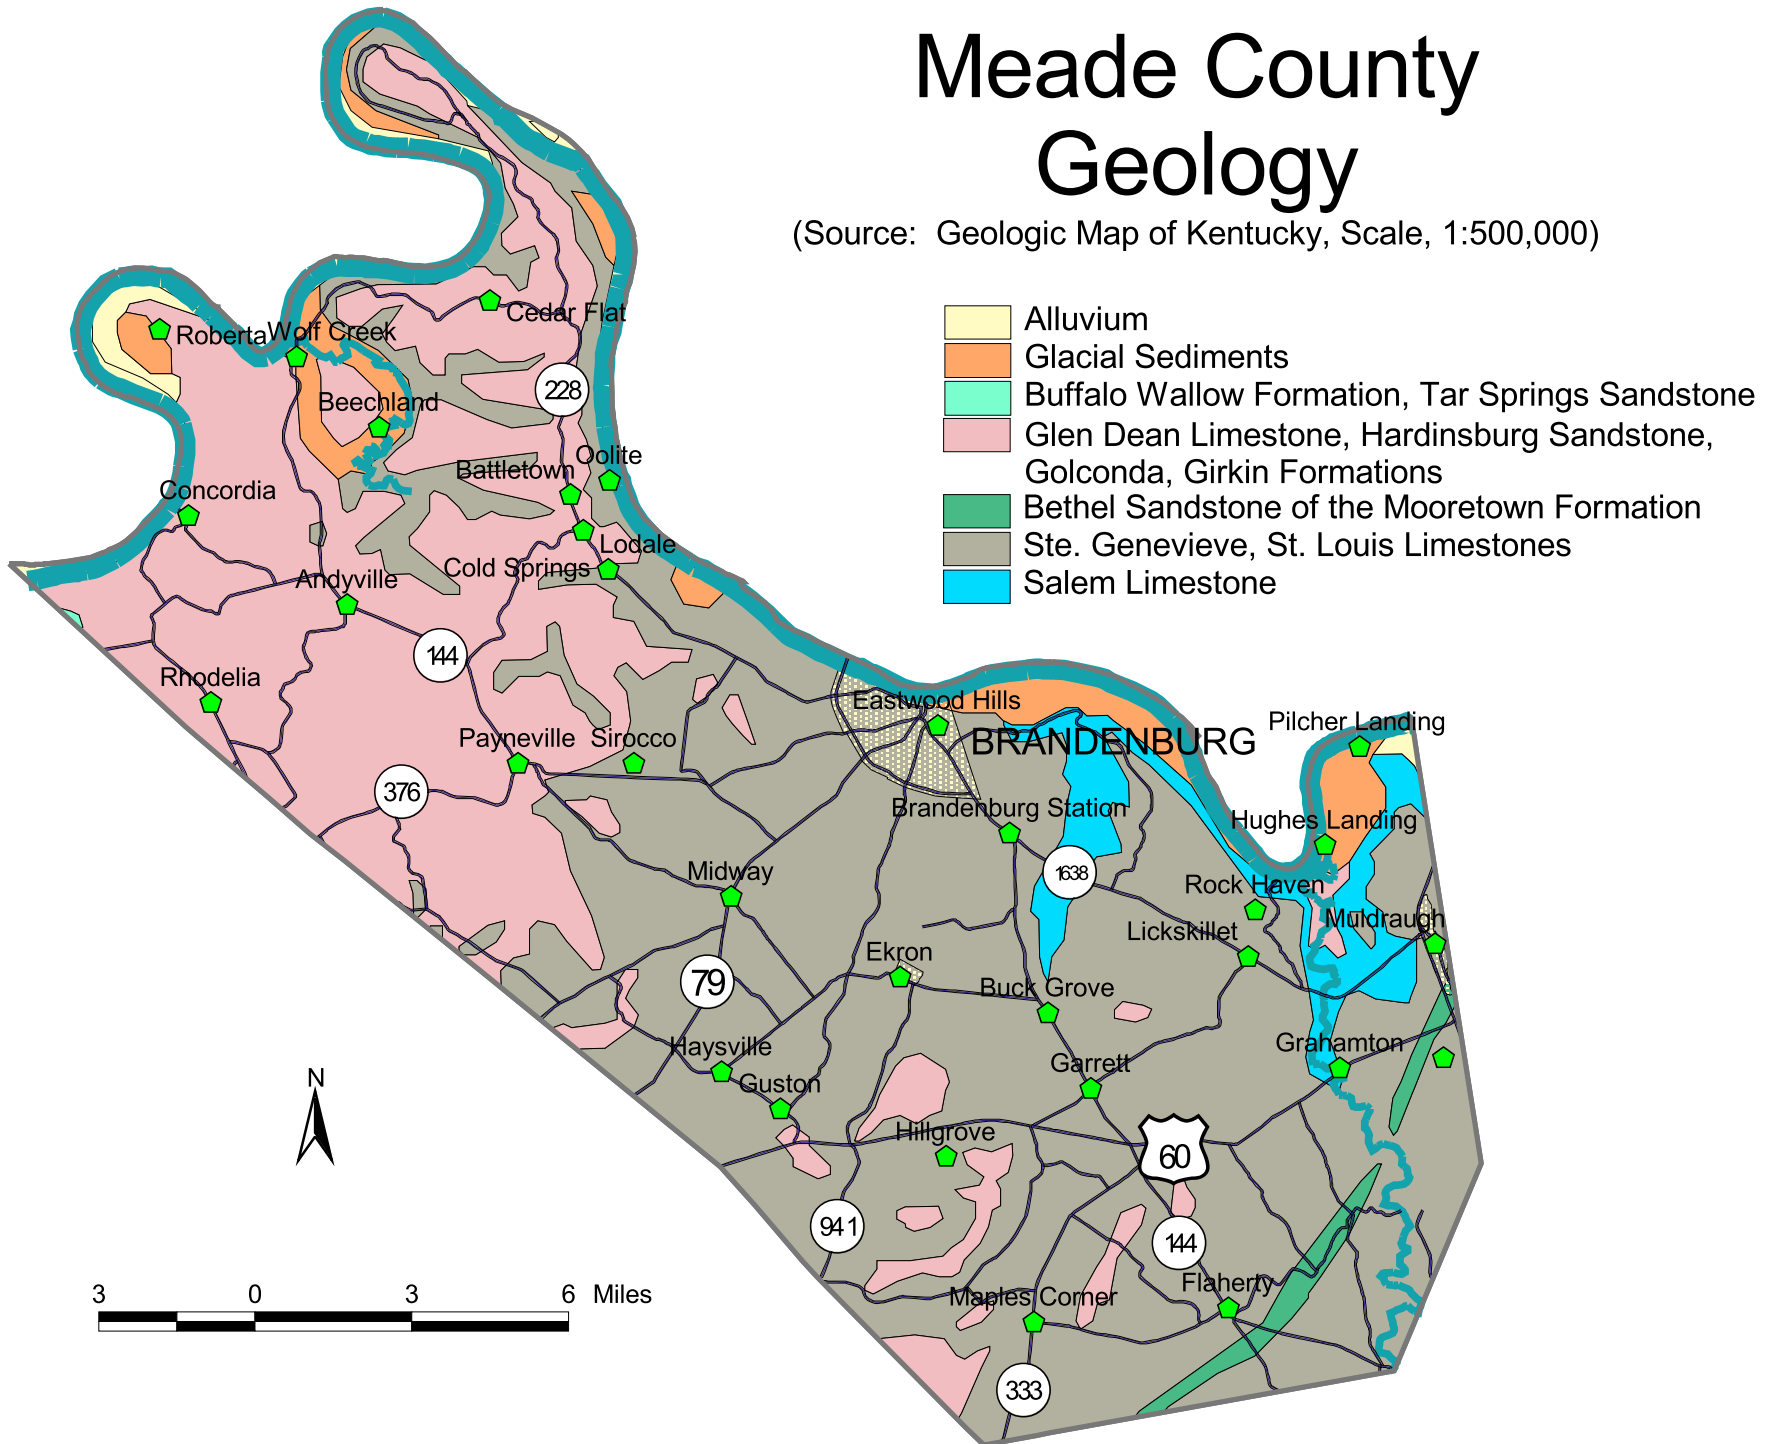 Meade County
Geology
(Source:  Geologic Map of Kentucky, Scale, 1:500,000)
Alluvium
Glacial Sediments
Buffalo Wallow Formation, Tar Springs Sandstone
Glen Dean Limestone, Hardinsburg Sandstone,
Golconda, Girkin Formations
Bethel Sandstone of the Mooretown Formation
Ste. Genevieve, St. Louis Limestones
Salem Limestone
Cedar Flat
Roberta
Wolf Creek
228
Beechland
Oolite
Battletown
Concordia
Lodale
Cold Springs
Andyville
144
Rhodelia
Eastwood Hills
Pilcher Landing
BRANDENBURG
Payneville
Sirocco
376
Brandenburg Station
Hughes Landing
Midway
1638
Rock Haven
Muldraugh
Lickskillet
Ekron
79
Buck Grove
Haysville
Grahamton
Garrett
Guston
N
Hillgrove
60
941
144
Flaherty
Maples Corner
3 0 3 6 Miles
333